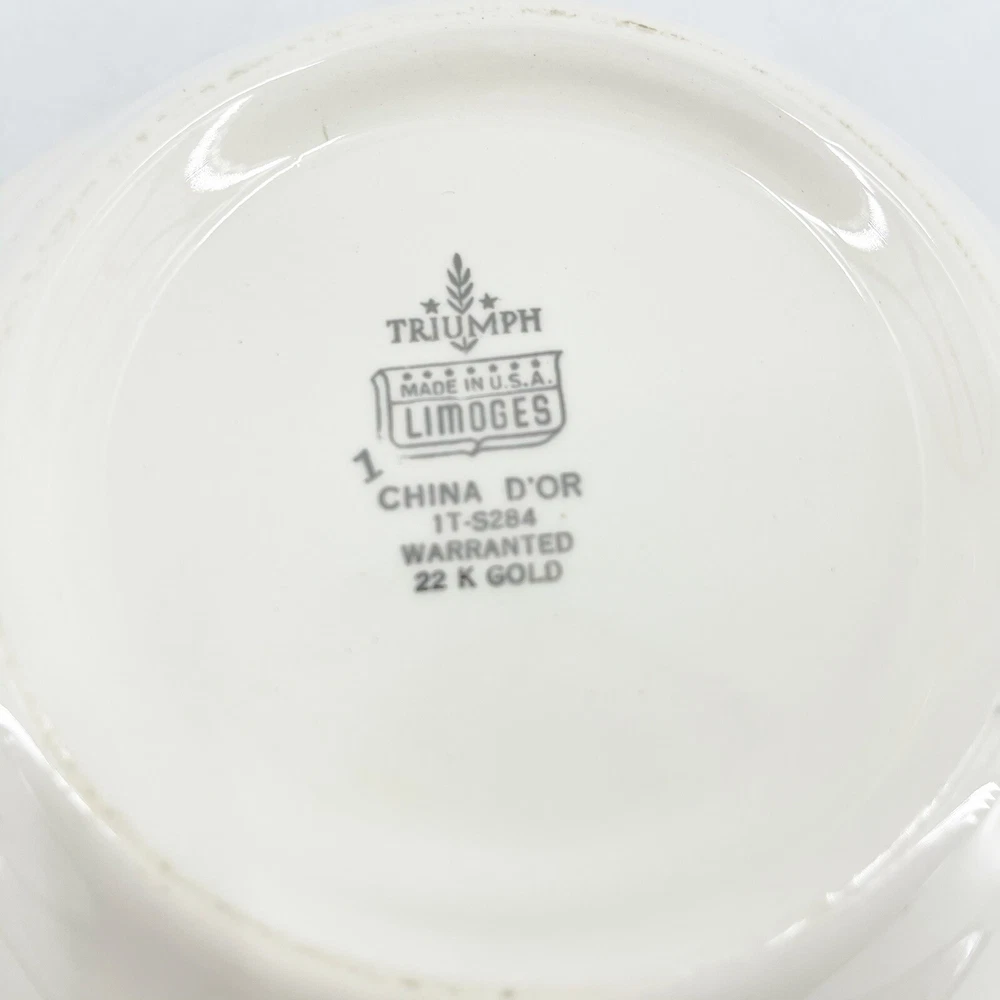 TRIUMPH
MADE IN U.S.A.
LIMOGES
1
CHINA D'OR
1T-S284
WARRANTED
22 K GOLD